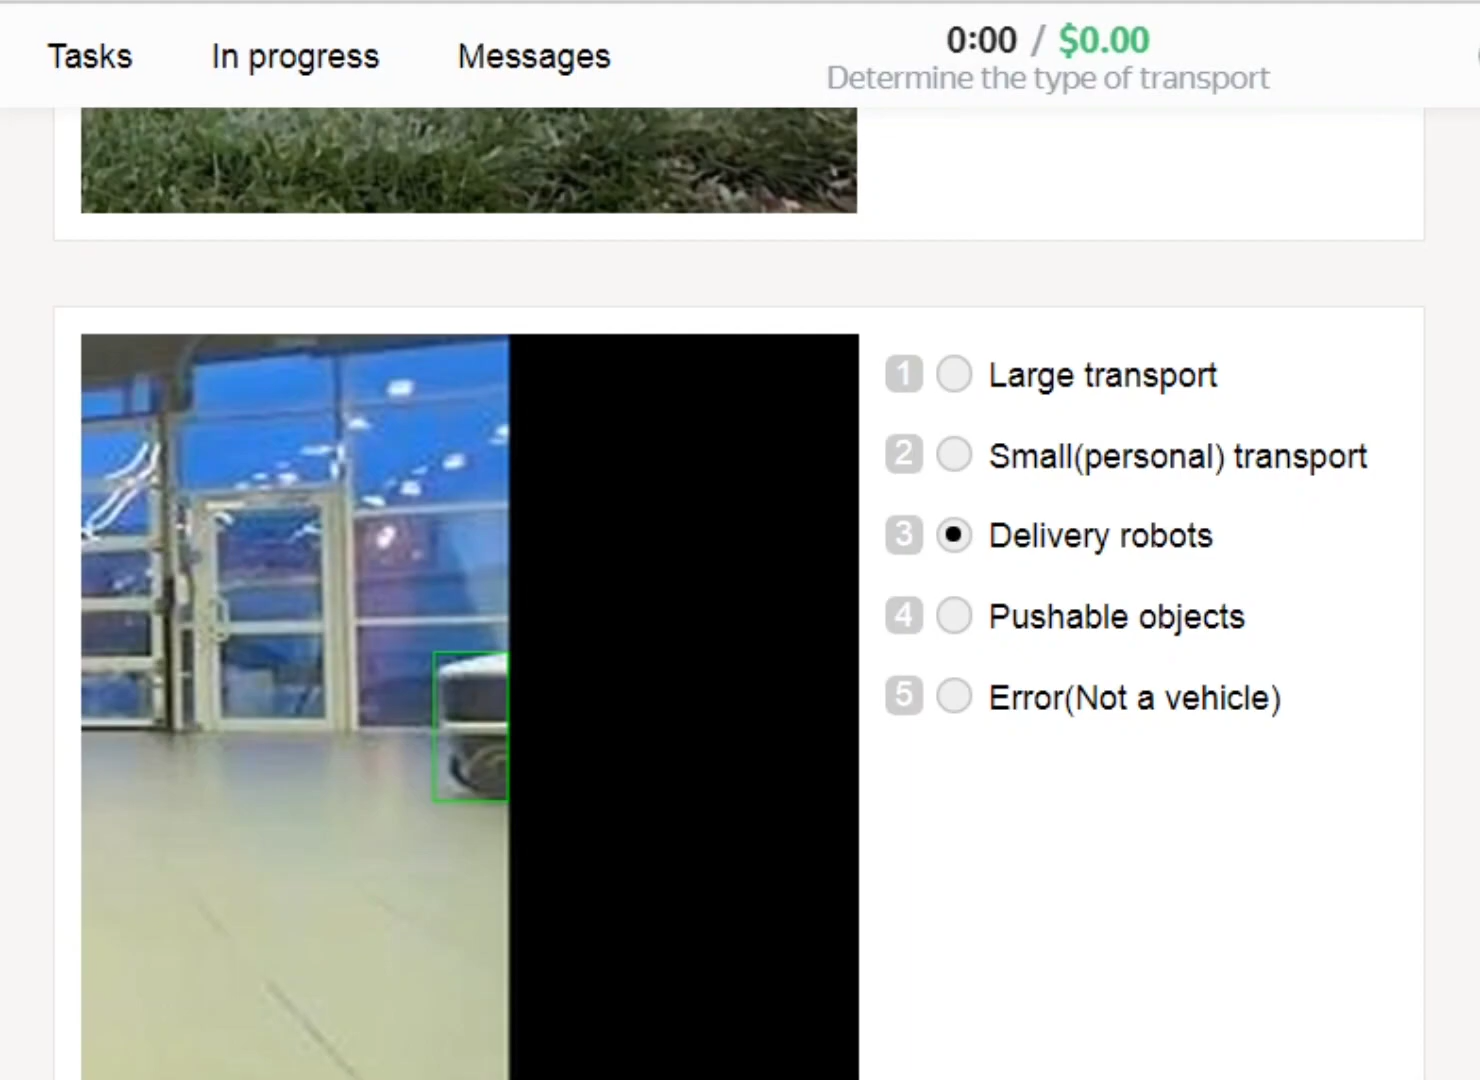 Tasks
In progress
Messages
0:00 / $0.00
Determine the type of transport
1 Large transport
2 Small(personal) transport
3 Delivery robots
4 Pushable objects
5 Error(Not a vehicle)